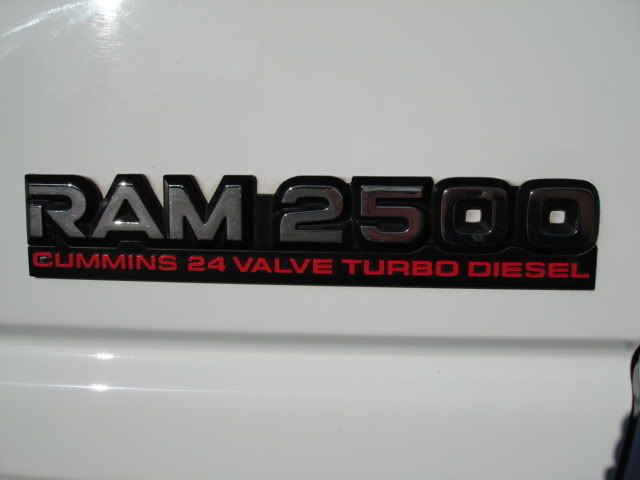 RAM 2500
CUMMINS 24 VALVE TURBO DIESEL